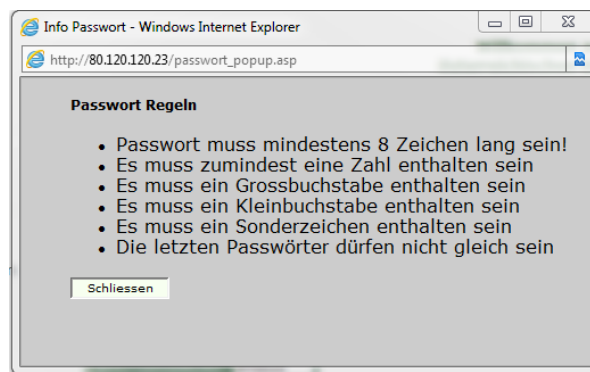 Info Passwort - Windows Internet Explorer
http://80.120.120.23/passwort_popup.asp
Passwort Regeln
• Passwort muss mindestens 8 Zeichen lang sein!
• Es muss zumindest eine Zahl enthalten sein
• Es muss ein Grossbuchstabe enthalten sein
• Es muss ein Kleinbuchstabe enthalten sein
• Es muss ein Sonderzeichen enthalten sein
• Die letzten Passwörter dürfen nicht gleich sein
Schliessen